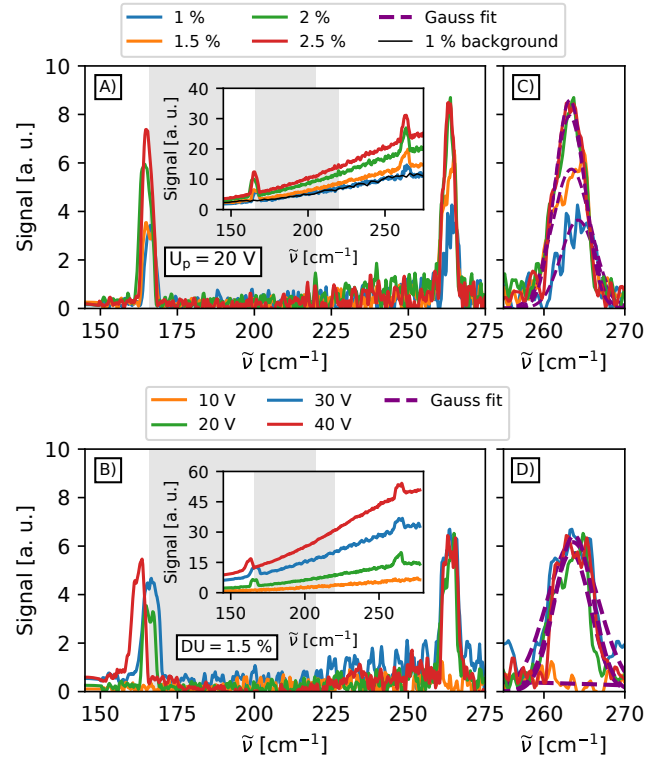 1 % 2 % Gauss fit
1.5 % 2.5 % 1 % background
A)
C)
Signal [a. u.]
10
8
6
4
2
0
145 175 200 225 250 275
ν̃ [cm⁻¹]
Uₚ = 20 V
Signal [a. u.]
40
30
20
10
0
150 200 250
ν̃ [cm⁻¹]
260 270
ν̃ [cm⁻¹]
10 V 30 V Gauss fit
20 V 40 V
B)
D)
Signal [a. u.]
10
8
6
4
2
0
145 175 200 225 250 275
ν̃ [cm⁻¹]
DU = 1.5 %
Signal [a. u.]
60
45
30
15
0
150 200 250
ν̃ [cm⁻¹]
260 270
ν̃ [cm⁻¹]